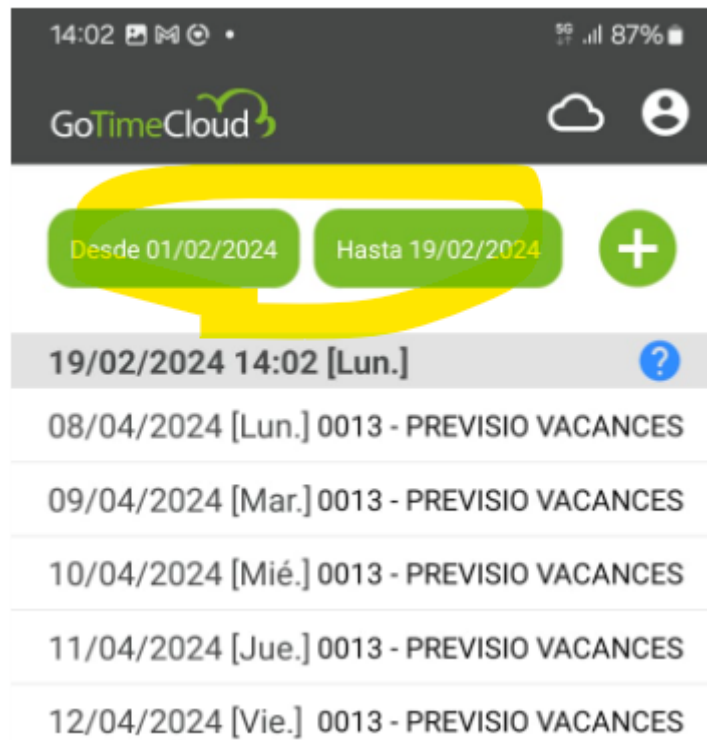 14:02
5G 87%
GoTimeCloud
Desde 01/02/2024 Hasta 19/02/2024
19/02/2024 14:02 [Lun.] ?
08/04/2024 [Lun.] 0013 - PREVISIO VACANCES
09/04/2024 [Mar.] 0013 - PREVISIO VACANCES
10/04/2024 [Mié.] 0013 - PREVISIO VACANCES
11/04/2024 [Jue.] 0013 - PREVISIO VACANCES
12/04/2024 [Vie.] 0013 - PREVISIO VACANCES